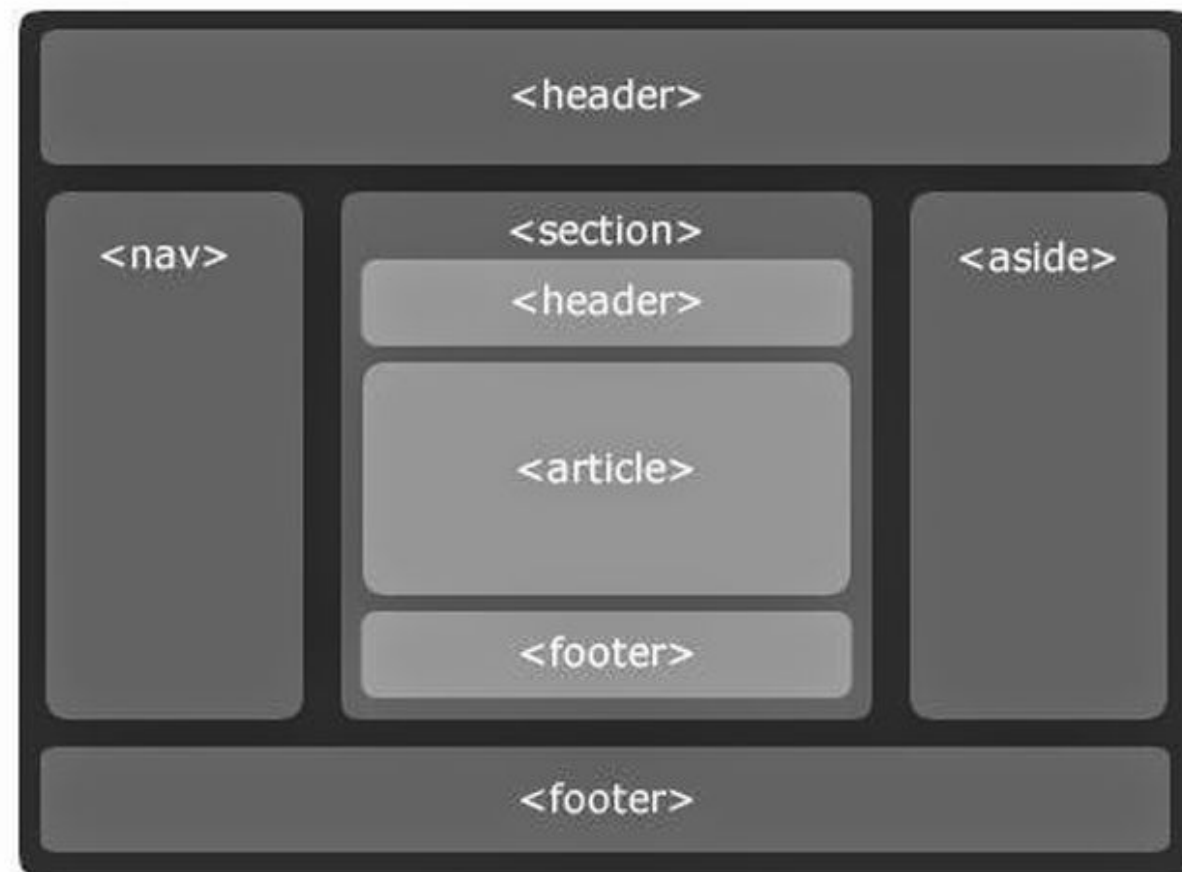 <header>
<nav>
<section>
<aside>
<header>
<article>
<footer>
<footer>